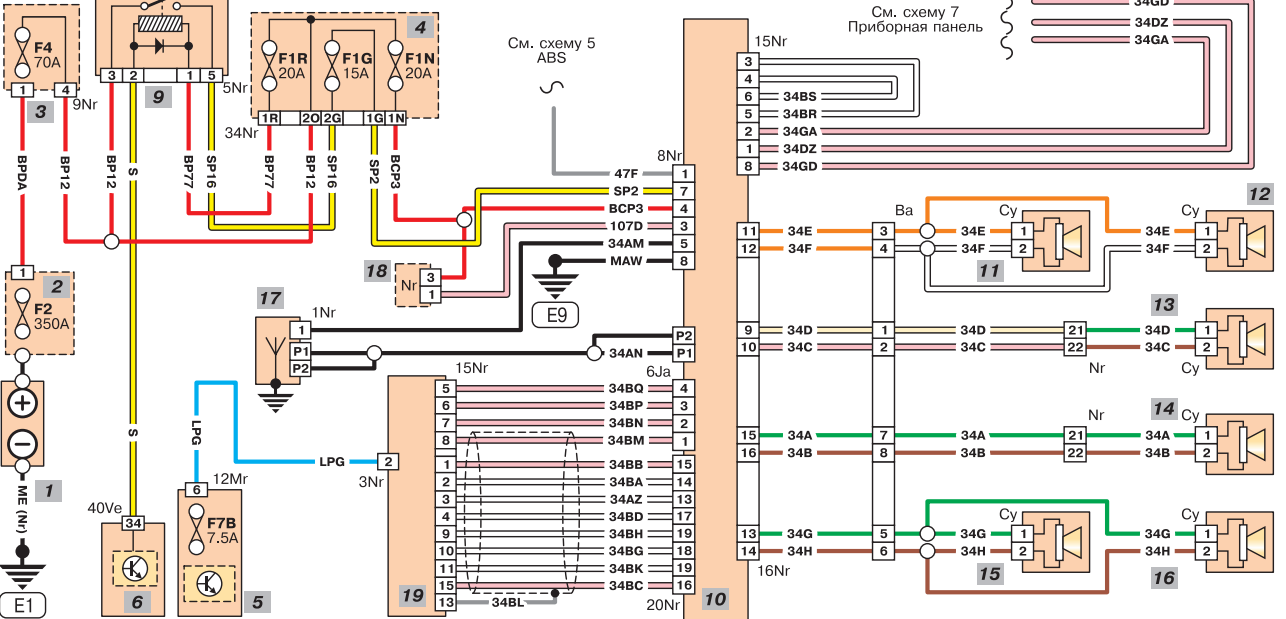 34GD
См. схему 7
Приборная панель
34DZ
34GA
F4
70A
1
4
9Nr
3
3
2
1
5
5Nr
9
4
F1R
20A
F1G
15A
F1N
20A
1R
2O
2G
1G
1N
34Nr
См. схему 5
ABS
15Nr
3
4
6
34BS
5
34BR
2
34GA
1
34DZ
8
34GD
BPDA
BP12
BP12
S
BP77
SP16
BP77
BP12
SP16
SP2
BCP3
8Nr
47F
1
SP2
7
BCP3
4
107D
3
34AM
5
MAW
8
E9
18
Nr
3
1
1
2
F2
350A
17
1Nr
1
P1
P2
P2
34AN
P1
11
34E
12
34F
Ba
3
4
Cy
34E
1
34F
2
11
12
Cy
34E
1
34F
2
13
9
34D
1
34D
21
34D
1
10
34C
2
34C
22
34C
2
Nr
Cy
14
Nr
Cy
15
34A
7
34A
21
34A
1
16
34B
8
34B
22
34B
2
13
34G
5
34G
1
14
34H
6
34H
2
Cy
15
Cy
34G
1
34H
2
16
16Nr
15Nr
6Ja
5
34BQ
4
6
34BP
3
7
34BN
2
8
34BM
1
1
34BB
15
2
34BA
14
3
34AZ
13
4
34BD
17
9
34BH
19
10
34BG
18
11
34BK
19
15
34BC
16
13
34BL
20Nr
19
10
LPG
LPG
2
3Nr
+
−
1
ME (Nr)
E1
S
40Ve
34
6
12Mr
6
F7B
7.5A
5